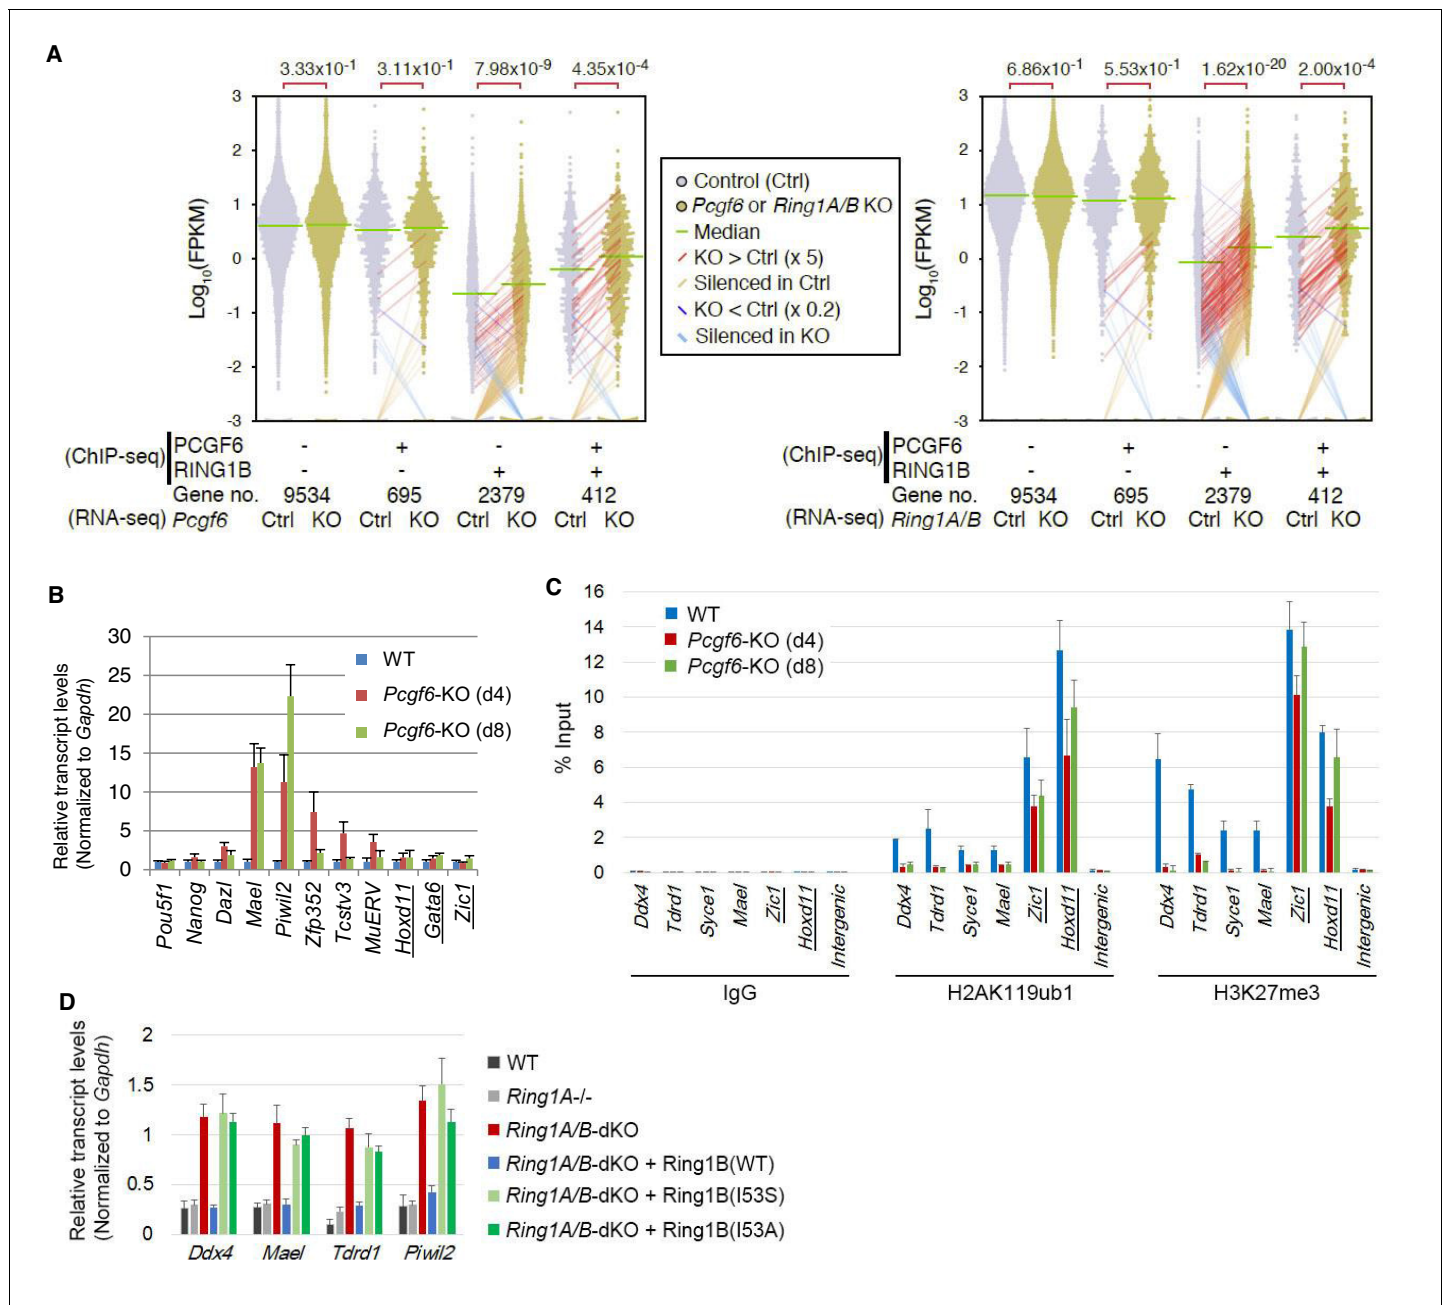 A
3.33x10-1 3.11x10-1 7.98x10-9 4.35x10-4
3
2
1
0
-1
-2
-3
Log10(FPKM)
Control (Ctrl)
Pcgf6 or Ring1A/B KO
Median
KO > Ctrl (x 5)
Silenced in Ctrl
KO < Ctrl (x 0.2)
Silenced in KO
6.86x10-1 5.53x10-1 1.62x10-20 2.00x10-4
3
2
1
0
-1
-2
-3
Log10(FPKM)
(ChIP-seq) PCGF6 - + - +
RING1B - - + +
Gene no. 9534 695 2379 412
(RNA-seq) Pcgf6 Ctrl KO Ctrl KO Ctrl KO Ctrl KO
(ChIP-seq) PCGF6 - + - +
RING1B - - + +
Gene no. 9534 695 2379 412
(RNA-seq) Ring1A/B Ctrl KO Ctrl KO Ctrl KO Ctrl KO
B
Relative transcript levels
(Normalized to Gapdh)
30
25
20
15
10
5
0
WT
Pcgf6-KO (d4)
Pcgf6-KO (d8)
Pou5f1 Nanog Dazl Mael Piwil2 Zfp352 Tcstv3 MuERV Hoxd11 Gata6 Zic1
C
% Input
16
14
12
10
8
6
4
2
0
WT
Pcgf6-KO (d4)
Pcgf6-KO (d8)
Ddx4 Tdrd1 Syce1 Mael Zic1 Hoxd11 Intergenic Ddx4 Tdrd1 Syce1 Mael Zic1 Hoxd11 Intergenic Ddx4 Tdrd1 Syce1 Mael Zic1 Hoxd11 Intergenic
IgG H2AK119ub1 H3K27me3
D
Relative transcript levels
(Normalized to Gapdh)
2
1.5
1
0.5
0
Ddx4 Mael Tdrd1 Piwil2
WT
Ring1A-/-
Ring1A/B-dKO
Ring1A/B-dKO + Ring1B(WT)
Ring1A/B-dKO + Ring1B(I53S)
Ring1A/B-dKO + Ring1B(I53A)